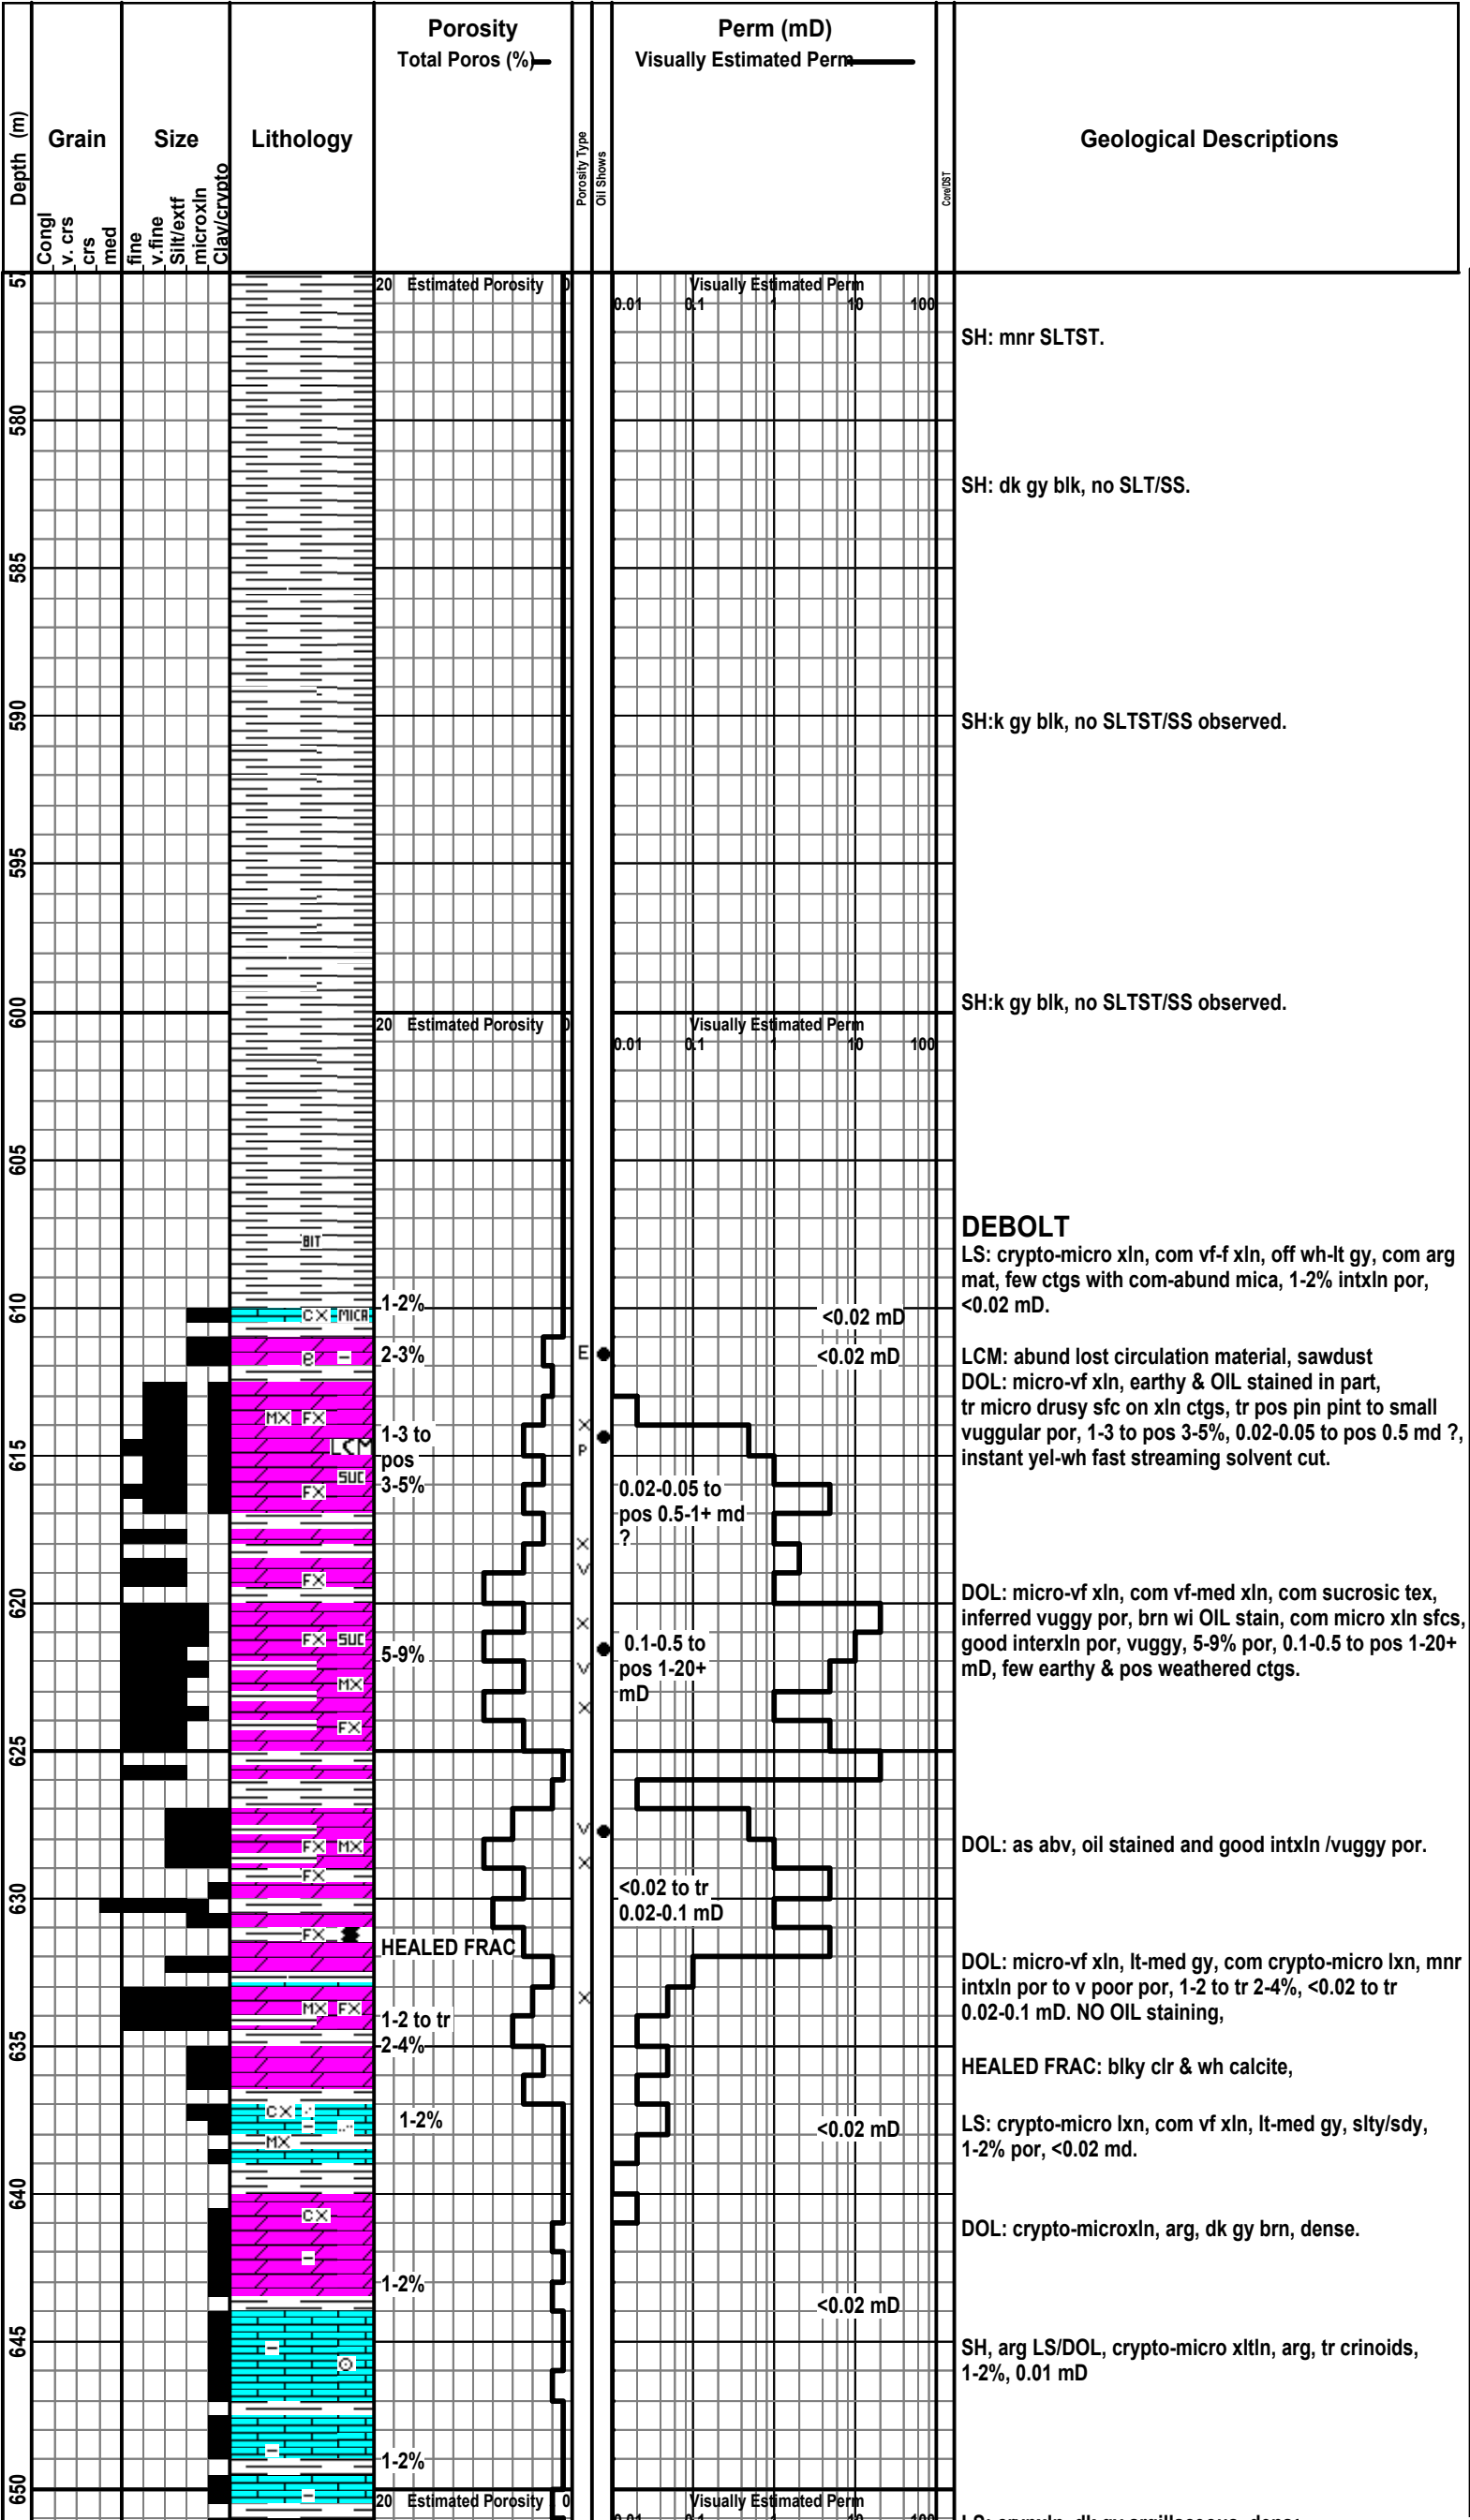 Porosity
Total Poros (%)
Perm (mD)
Visually Estimated Perm
Depth (m)
Grain Size
Lithology
Porosity Type
Oil Shows
Core/DST
Geological Descriptions
Congl
v. crs
crs
med
fine
v.fine
Silt/extf
microxln
Clay/crypto
57
20 Estimated Porosity 0
Visually Estimated Perm
0.01 0.1 1 10 100
SH: mnr SLTST.
580
SH: dk gy blk, no SLT/SS.
585
590
SH:k gy blk, no SLTST/SS observed.
595
SH:k gy blk, no SLTST/SS observed.
600
20 Estimated Porosity 0
Visually Estimated Perm
0.01 0.1 1 10 100
605
DEBOLT
BIT
LS: crypto-micro xln, com vf-f xln, off wh-lt gy, com arg
mat, few ctgs with com-abund mica, 1-2% intxln por,
<0.02 mD.
610
CX MICA
1-2%
<0.02 mD
2-3%
E
<0.02 mD
LCM: abund lost circulation material, sawdust
DOL: micro-vf xln, earthy & OIL stained in part,
tr micro drusy sfc on xln ctgs, tr pos pin pint to small
vuggular por, 1-3 to pos 3-5%, 0.02-0.05 to pos 0.5 md ?,
instant yel-wh fast streaming solvent cut.
MX FX
X
LCM
1-3 to
pos
3-5%
P
615
SUC
FX
0.02-0.05 to
pos 0.5-1+ md
?
X
V
FX
620
DOL: micro-vf xln, com vf-med xln, com sucrosic tex,
inferred vuggy por, brn wi OIL stain, com micro xln sfcs,
good interxln por, vuggy, 5-9% por, 0.1-0.5 to pos 1-20+
mD, few earthy & pos weathered ctgs.
X
FX SUC
5-9%
0.1-0.5 to
pos 1-20+
mD
V
MX
X
FX
625
V
FX MX
DOL: as abv, oil stained and good intxln /vuggy por.
X
FX
630
<0.02 to tr
0.02-0.1 mD
FX
HEALED FRAC
DOL: micro-vf xln, lt-med gy, com crypto-micro lxn, mnr
intxln por to v poor por, 1-2 to tr 2-4%, <0.02 to tr
0.02-0.1 mD. NO OIL staining,
X
MX FX
1-2 to tr
2-4%
635
HEALED FRAC: blky clr & wh calcite,
CX
1-2%
<0.02 mD
MX
LS: crypto-micro lxn, com vf xln, lt-med gy, slty/sdy,
1-2% por, <0.02 md.
640
CX
DOL: crypto-microxln, arg, dk gy brn, dense.
1-2%
<0.02 mD
645
SH, arg LS/DOL, crypto-micro xltln, arg, tr crinoids,
1-2%, 0.01 mD
1-2%
650
20 Estimated Porosity 0
Visually Estimated Perm